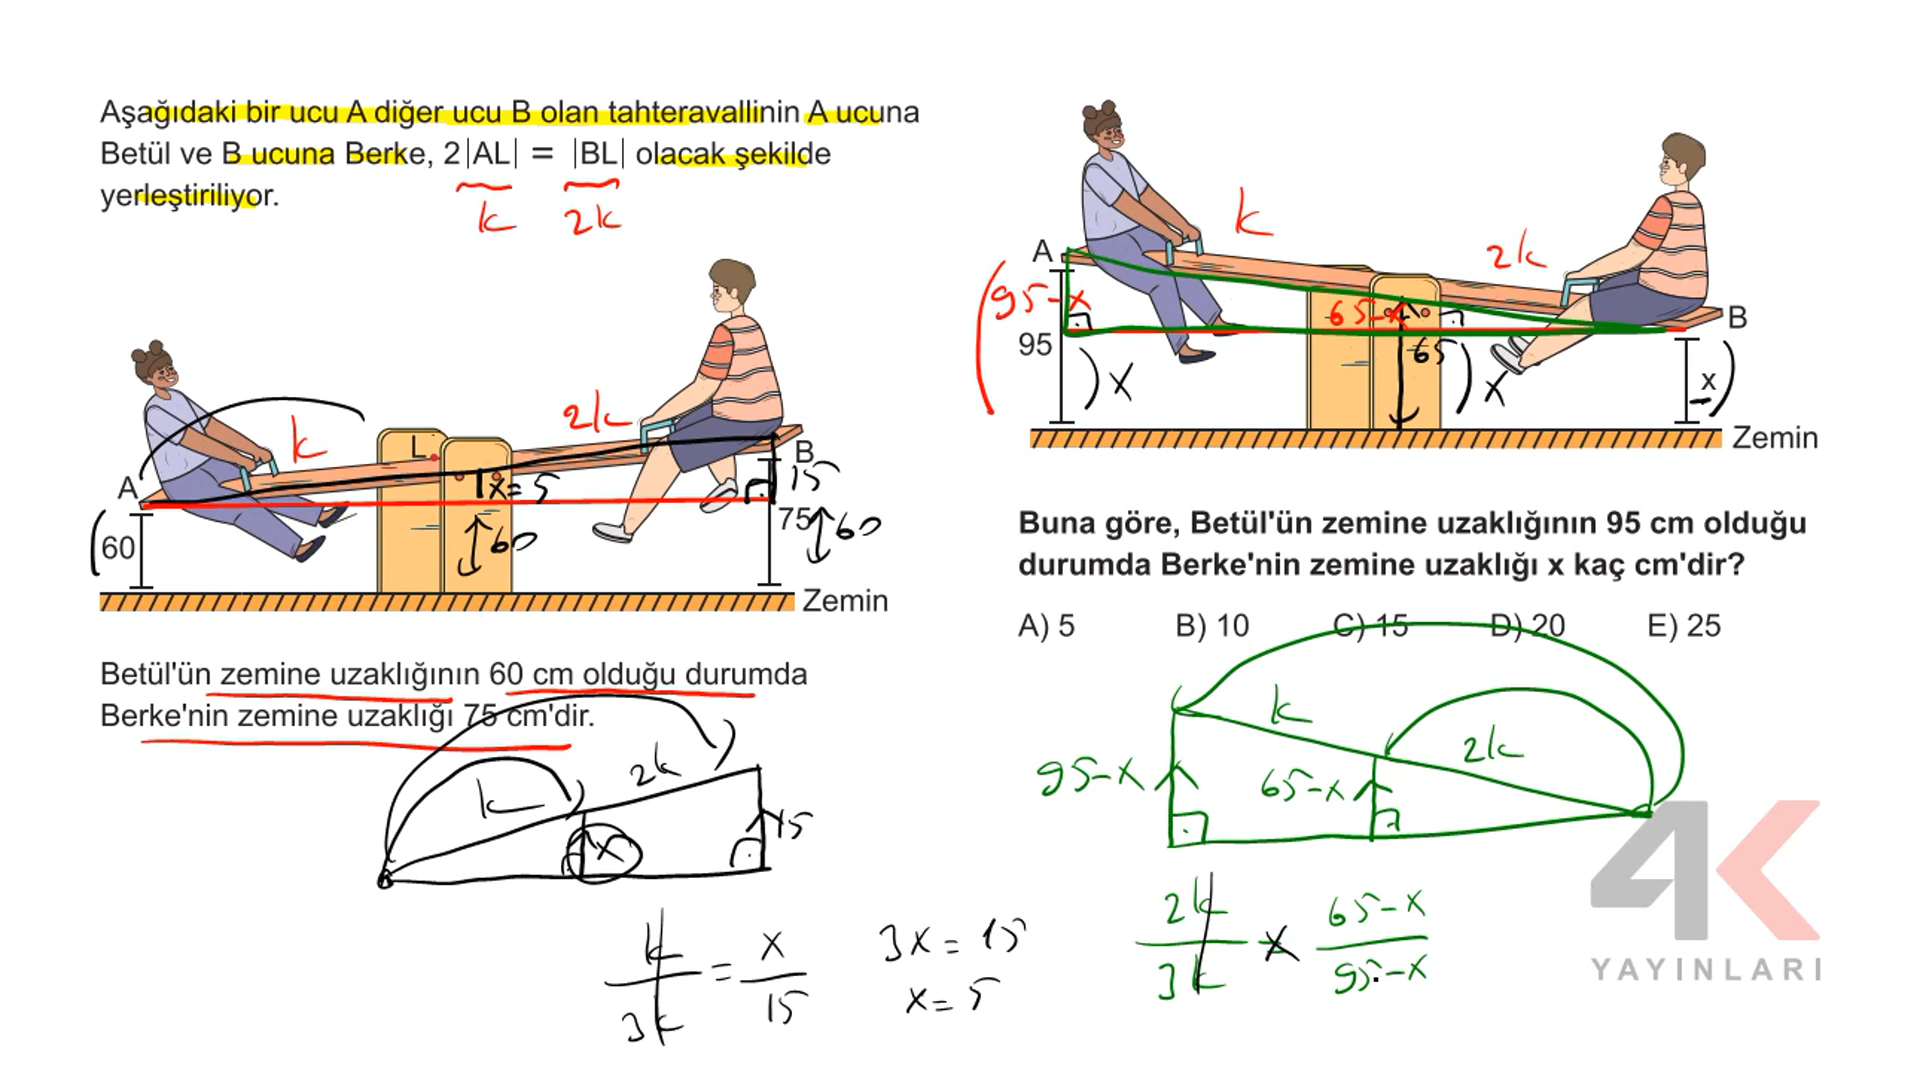 Aşağıdaki bir ucu A diğer ucu B olan tahteravallinin A ucuna
Betül ve B ucuna Berke, 2|AL| = |BL| olacak şekilde
yerleştiriliyor.
k 2k
k
2k
L
A
B
15
x=5
60
60
75
60
Zemin
Betül'ün zemine uzaklığının 60 cm olduğu durumda
Berke'nin zemine uzaklığı 75 cm'dir.
k
2k
x
15
k/3k = x/15
3x = 15
x = 5
k
2k
A
B
95-x
65-x
95
x
65
x
x
Zemin
Buna göre, Betül'ün zemine uzaklığının 95 cm olduğu
durumda Berke'nin zemine uzaklığı x kaç cm'dir?
A) 5 B) 10 C) 15 D) 20 E) 25
k
2k
95-x
65-x
2k/3k = 65-x/95-x
4K
YAYINLARI